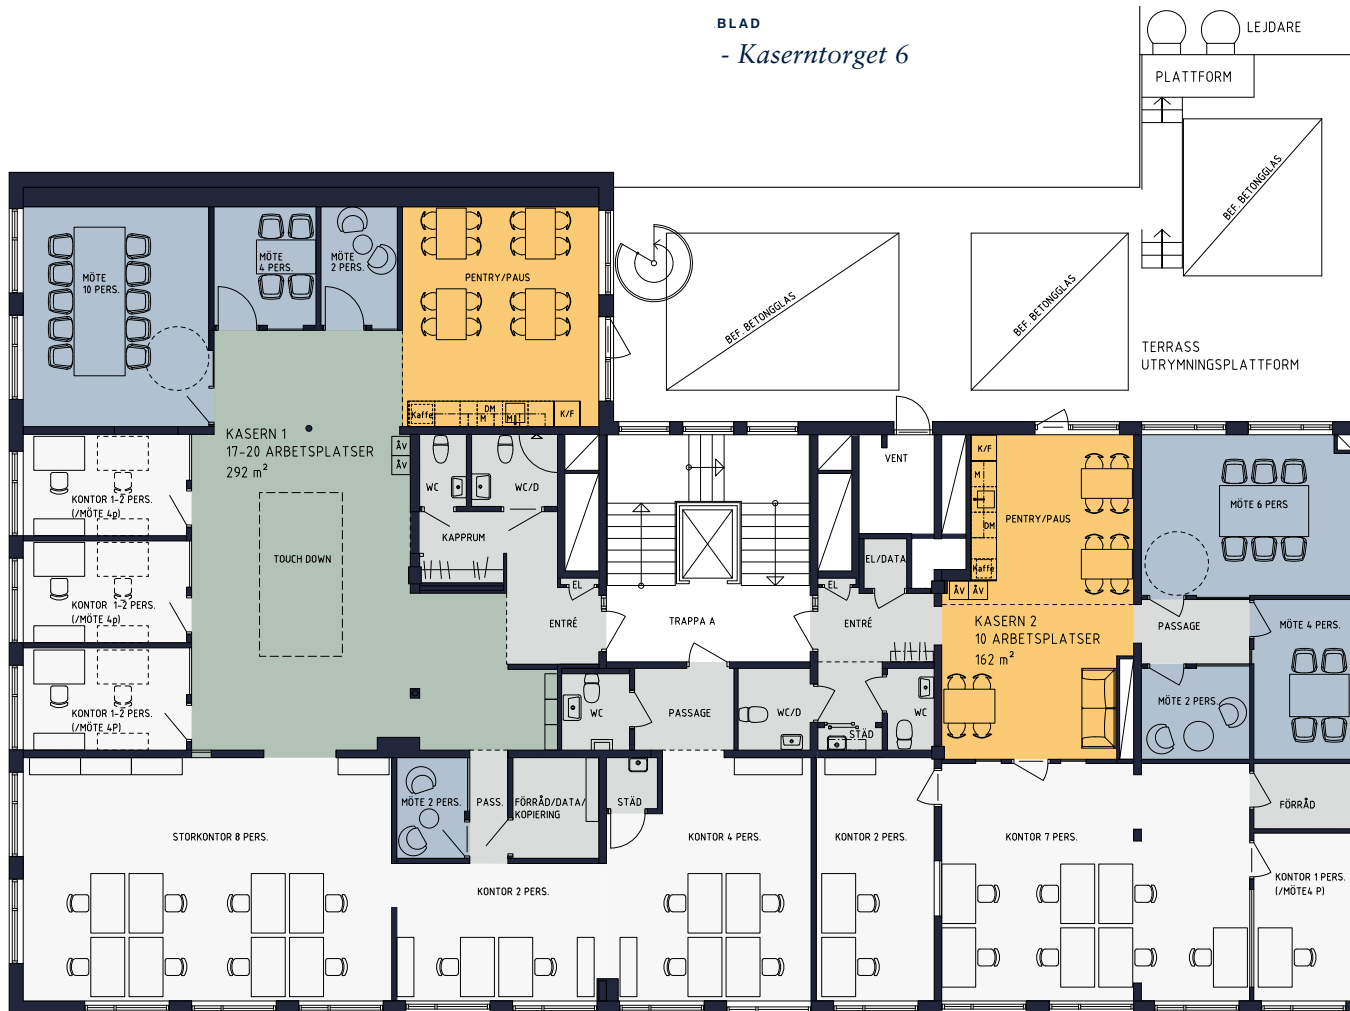 BLAD
- Kaserntorget 6
LEJDARE
PLATTFORM
BEF. BETONGGLAS
BEF. BETONGGLAS
BEF. BETONGGLAS
TERRASS
UTRYMNINGSPLATTFORM
MÖTE
10 PERS.
MÖTE
4 PERS.
MÖTE
2 PERS.
PENTRY/PAUS
Kaffe
DM
M
M
K/F
KASERN 1
17-20 ARBETSPLATSER
292 m²
ÅV
ÅV
WC
WC/D
KAPPRUM
VENT
K/F
M
DM
Kaffe
PENTRY/PAUS
MÖTE 6 PERS.
KONTOR 1-2 PERS.
(/MÖTE 4p)
TOUCH DOWN
EL/DATA
EL
EL
ÅV
ÅV
KONTOR 1-2 PERS.
(/MÖTE 4p)
ENTRÉ
TRAPPA A
ENTRÉ
KASERN 2
10 ARBETSPLATSER
162 m²
PASSAGE
MÖTE 4 PERS.
KONTOR 1-2 PERS.
(/MÖTE 4P)
WC
PASSAGE
WC/D
STÄD
WC
MÖTE 2 PERS.
MÖTE 2 PERS.
PASS.
FÖRRÅD/DATA/
KOPIERING
STÄD
FÖRRÅD
STORKONTOR 8 PERS.
KONTOR 4 PERS.
KONTOR 2 PERS.
KONTOR 7 PERS.
KONTOR 2 PERS.
KONTOR 1 PERS.
(/MÖTE4 P)